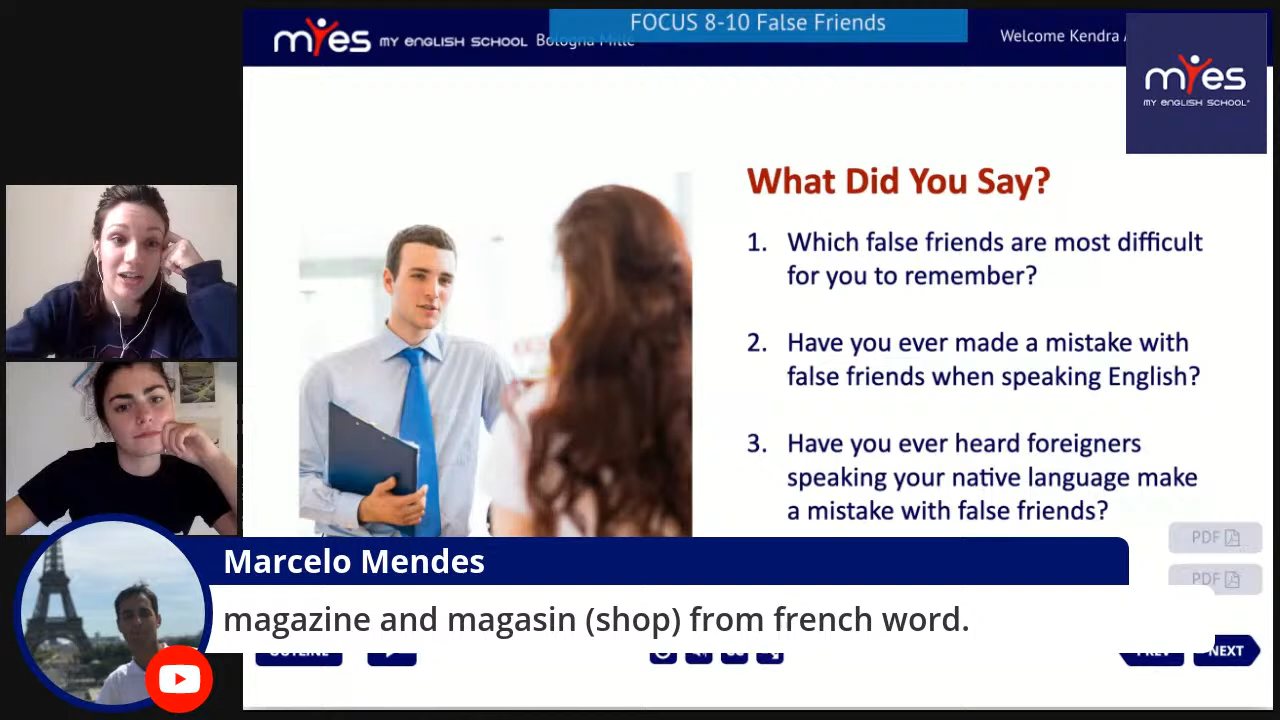 FOCUS 8-10 False Friends
myes MY ENGLISH SCHOOL Bologna Mille
Welcome Kendra A
myes
MY ENGLISH SCHOOL
What Did You Say?
1. Which false friends are most difficult
for you to remember?
2. Have you ever made a mistake with
false friends when speaking English?
3. Have you ever heard foreigners
speaking your native language make
a mistake with false friends?
PDF
PDF
Marcelo Mendes
magazine and magasin (shop) from french word.
OUTLINE
PREV
NEXT